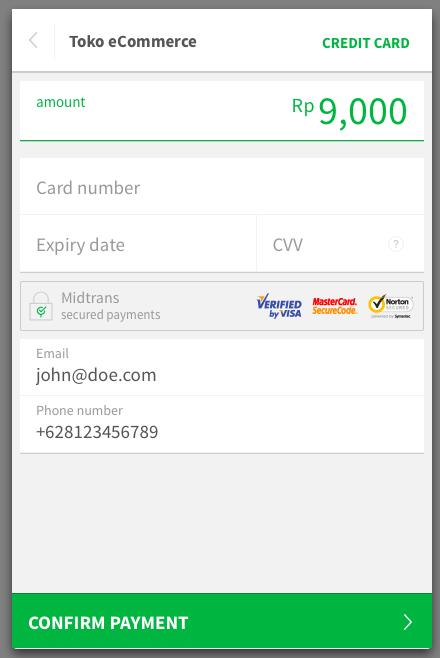 Toko eCommerce
CREDIT CARD
amount
Rp 9,000
Card number
Expiry date
CVV
?
Midtrans
secured payments
VERIFIED
by VISA
MasterCard.
SecureCode.
Norton
SECURED
powered by Symantec
Email
john@doe.com
Phone number
+628123456789
CONFIRM PAYMENT